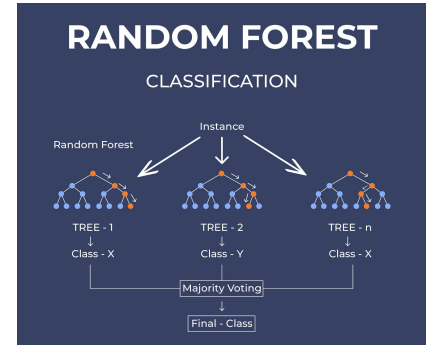 RANDOM FOREST
CLASSIFICATION
Instance
Random Forest
TREE - 1
TREE - 2
TREE - n
Class - X
Class - Y
Class - X
Majority Voting
Final - Class